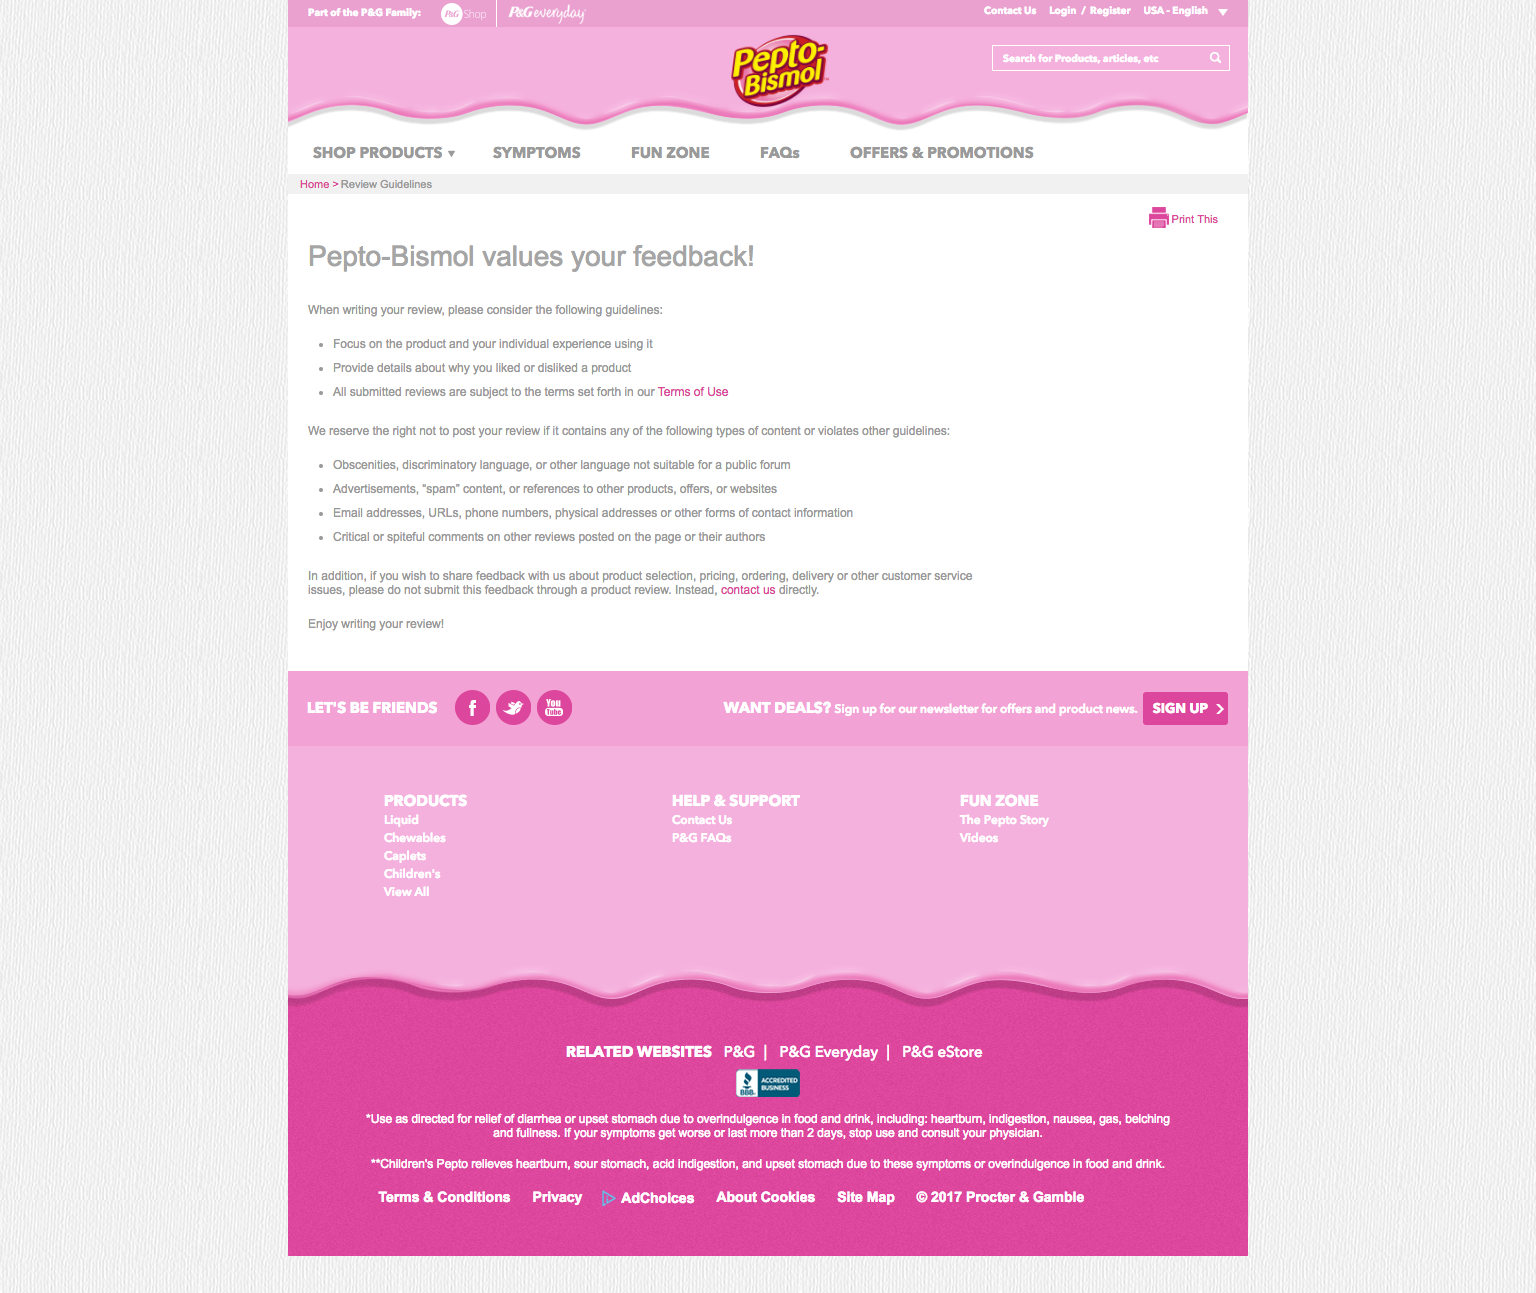 Part of the P&G Family: P&G Shop P&G everyday
Contact Us Login / Register USA - English
Pepto-Bismol
Search for Products, articles, etc
SHOP PRODUCTS SYMPTOMS FUN ZONE FAQs OFFERS & PROMOTIONS
Home > Review Guidelines
Print This
Pepto-Bismol values your feedback!
When writing your review, please consider the following guidelines:
• Focus on the product and your individual experience using it
• Provide details about why you liked or disliked a product
• All submitted reviews are subject to the terms set forth in our Terms of Use
We reserve the right not to post your review if it contains any of the following types of content or violates other guidelines:
• Obscenities, discriminatory language, or other language not suitable for a public forum
• Advertisements, “spam” content, or references to other products, offers, or websites
• Email addresses, URLs, phone numbers, physical addresses or other forms of contact information
• Critical or spiteful comments on other reviews posted on the page or their authors
In addition, if you wish to share feedback with us about product selection, pricing, ordering, delivery or other customer service
issues, please do not submit this feedback through a product review. Instead, contact us directly.
Enjoy writing your review!
LET'S BE FRIENDS f You Tube
WANT DEALS? Sign up for our newsletter for offers and product news. SIGN UP
PRODUCTS
Liquid
Chewables
Caplets
Children's
View All
HELP & SUPPORT
Contact Us
P&G FAQs
FUN ZONE
The Pepto Story
Videos
RELATED WEBSITES P&G | P&G Everyday | P&G eStore
BBB. ACCREDITED BUSINESS
*Use as directed for relief of diarrhea or upset stomach due to overindulgence in food and drink, including: heartburn, indigestion, nausea, gas, belching
and fullness. If your symptoms get worse or last more than 2 days, stop use and consult your physician.
**Children's Pepto relieves heartburn, sour stomach, acid indigestion, and upset stomach due to these symptoms or overindulgence in food and drink.
Terms & Conditions Privacy AdChoices About Cookies Site Map © 2017 Procter & Gamble